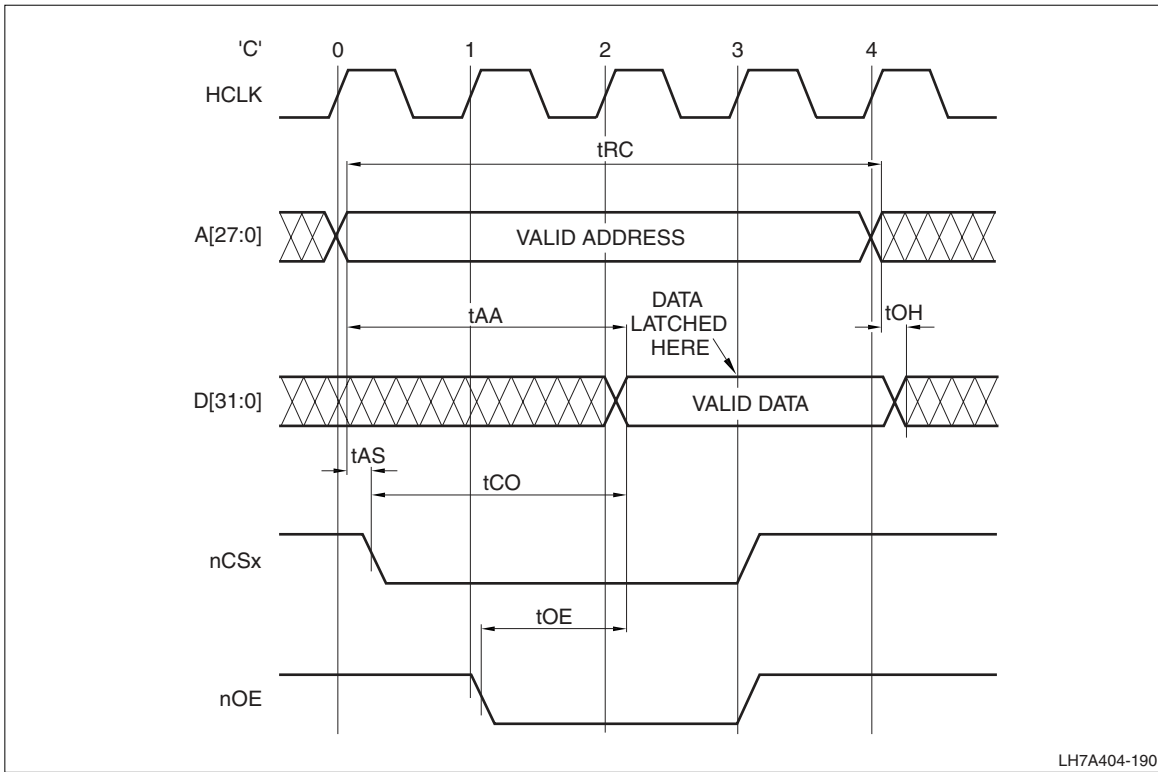 'C' 0 1 2 3 4
HCLK
tRC
A[27:0] VALID ADDRESS
tAA
DATA
LATCHED
HERE
tOH
D[31:0] VALID DATA
tAS
tCO
nCSx
tOE
nOE
LH7A404-190